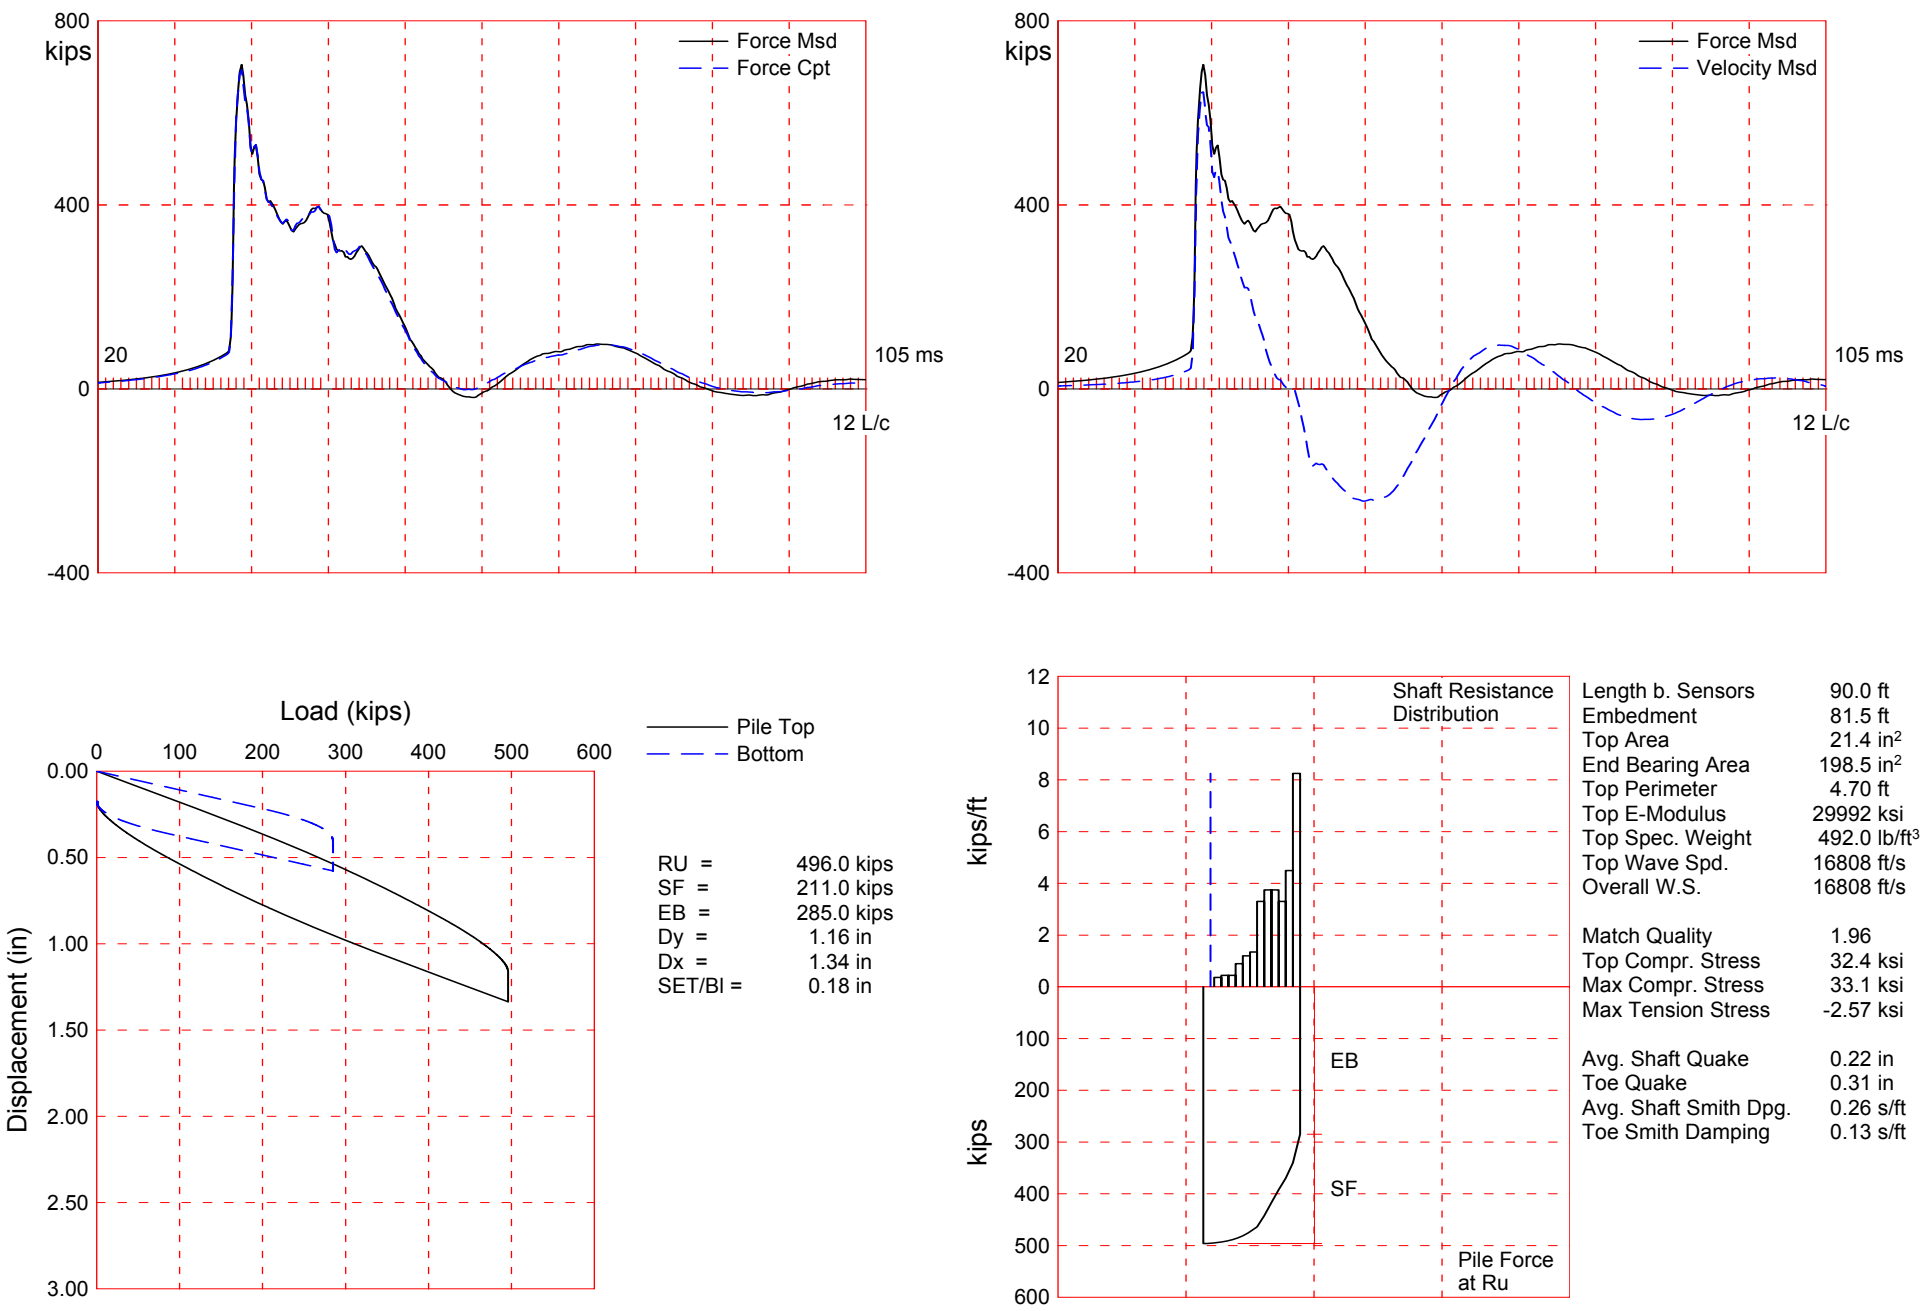 800
kips
400
0
-400
Force Msd
Force Cpt
20
105 ms
12 L/c
800
kips
400
0
-400
Force Msd
Velocity Msd
20
105 ms
12 L/c
Load (kips)
0 100 200 300 400 500 600
0.00
0.50
1.00
1.50
2.00
2.50
3.00
Displacement (in)
Pile Top
Bottom
RU = 496.0 kips
SF = 211.0 kips
EB = 285.0 kips
Dy = 1.16 in
Dx = 1.34 in
SET/Bl = 0.18 in
12
10
8
6
4
2
0
100
200
300
400
500
600
kips/ft
kips
Shaft Resistance
Distribution
EB
SF
Pile Force
at Ru
Length b. Sensors 90.0 ft
Embedment 81.5 ft
Top Area 21.4 in²
End Bearing Area 198.5 in²
Top Perimeter 4.70 ft
Top E-Modulus 29992 ksi
Top Spec. Weight 492.0 lb/ft³
Top Wave Spd. 16808 ft/s
Overall W.S. 16808 ft/s
Match Quality 1.96
Top Compr. Stress 32.4 ksi
Max Compr. Stress 33.1 ksi
Max Tension Stress -2.57 ksi
Avg. Shaft Quake 0.22 in
Toe Quake 0.31 in
Avg. Shaft Smith Dpg. 0.26 s/ft
Toe Smith Damping 0.13 s/ft